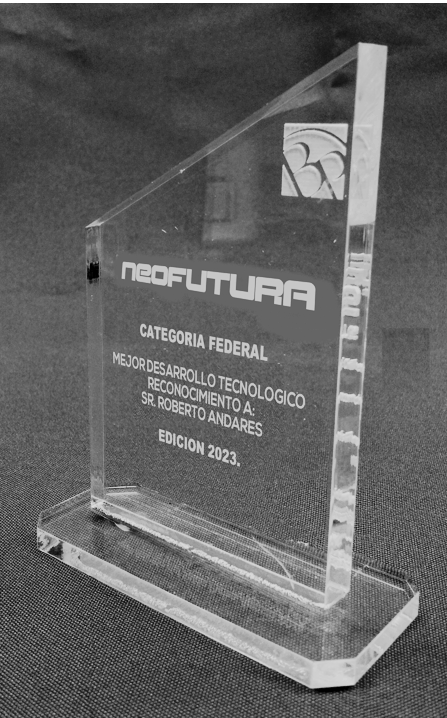 neoFUTURA
CATEGORIA FEDERAL
MEJOR DESARROLLO TECNOLOGICO
RECONOCIMIENTO A:
SR. ROBERTO ANDARES
EDICION 2023.